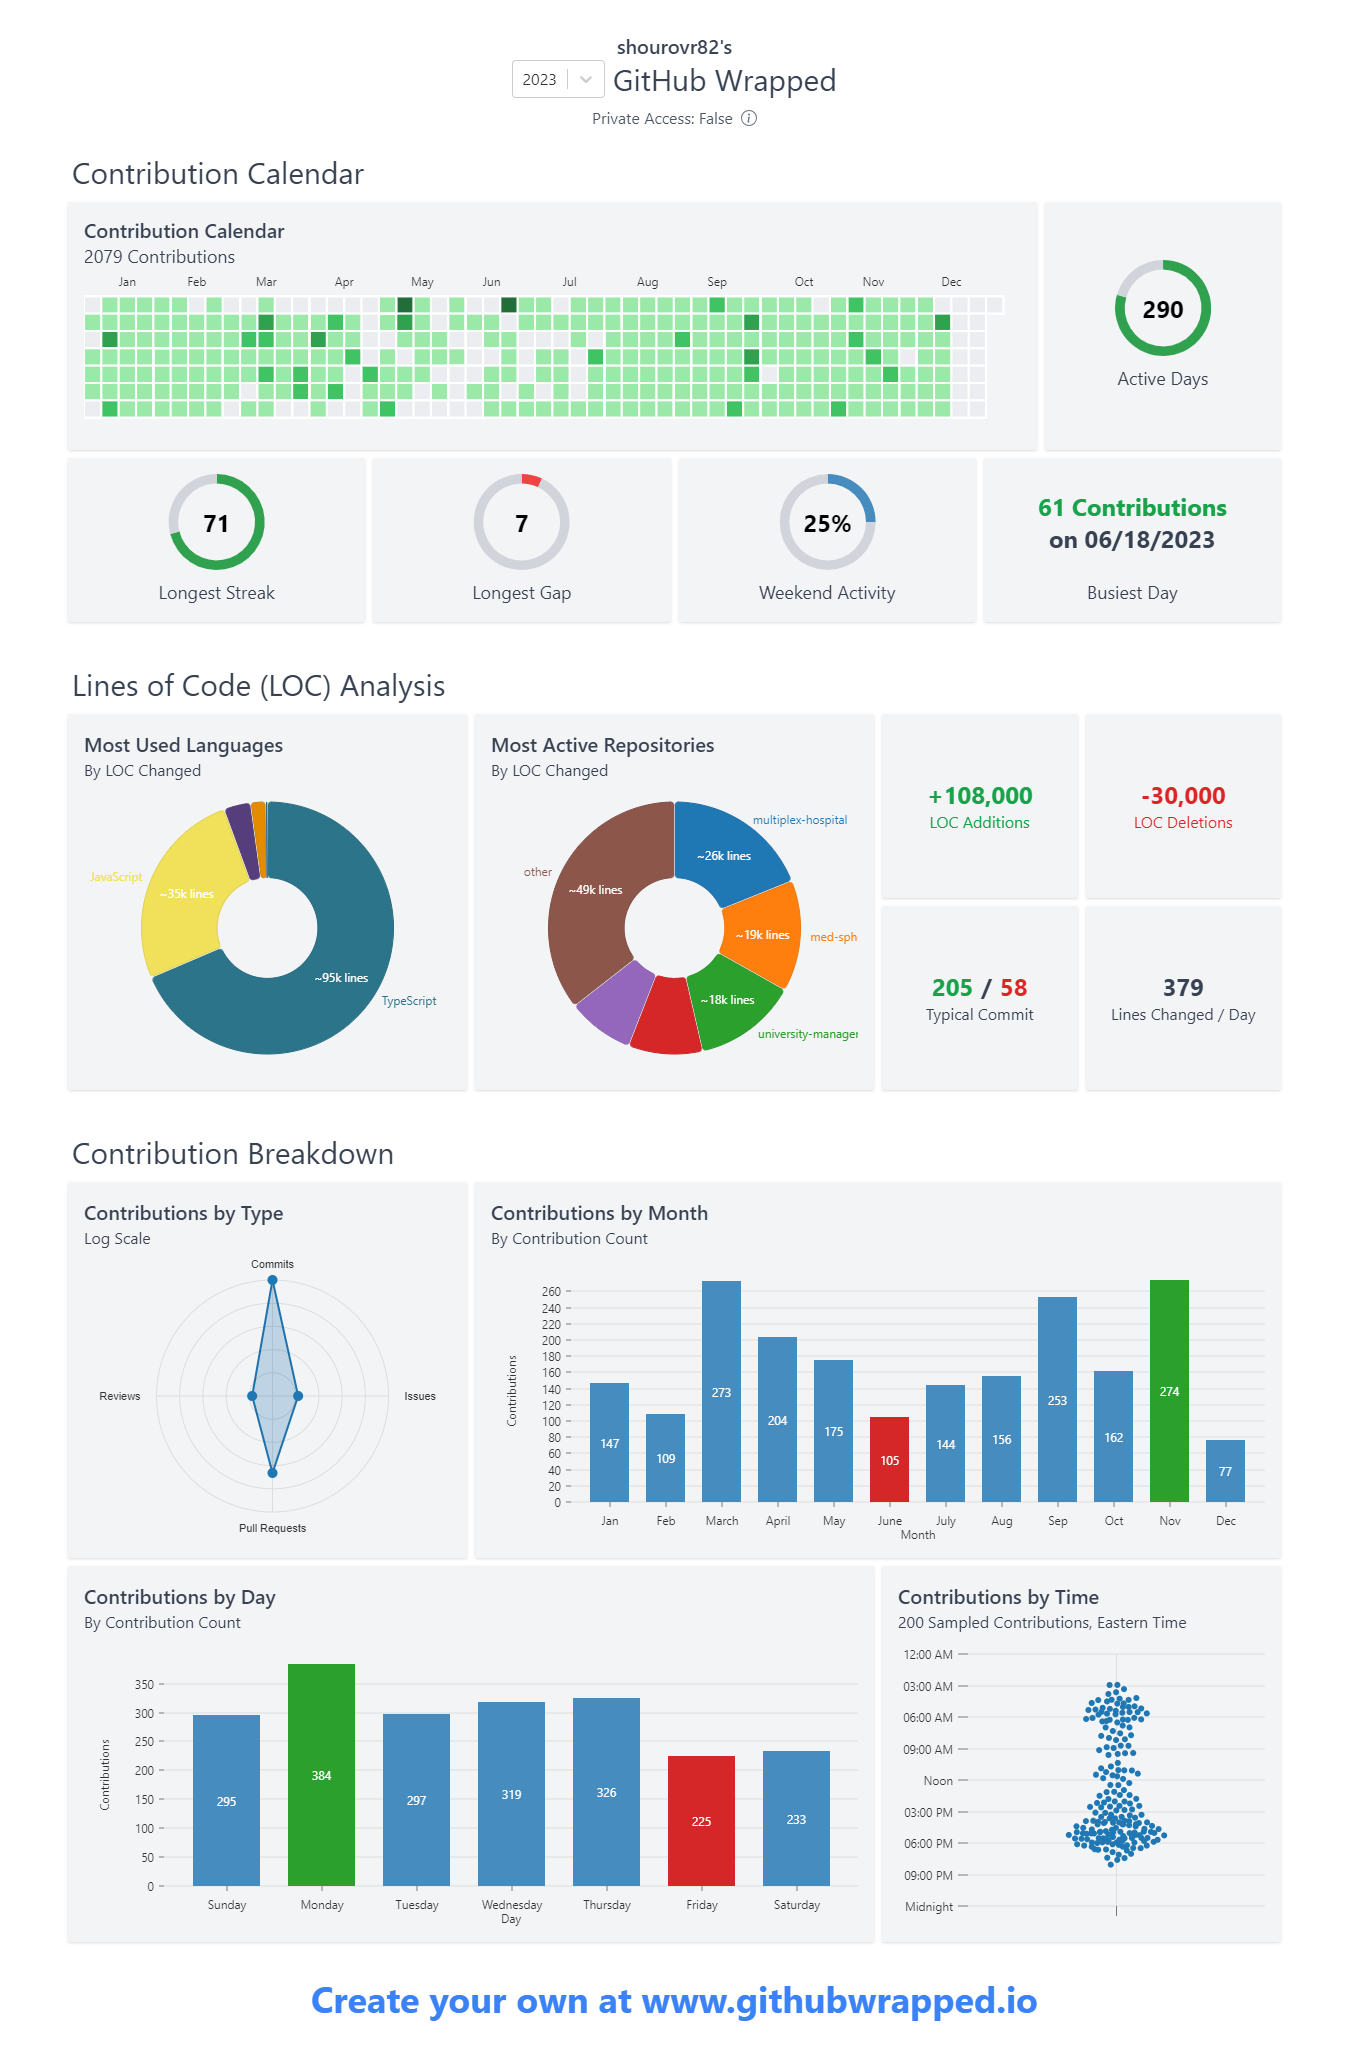 shourovr82's
2023
GitHub Wrapped
Private Access: False
Contribution Calendar
Contribution Calendar
2079 Contributions
Jan Feb Mar Apr May Jun Jul Aug Sep Oct Nov Dec
290
Active Days
71
Longest Streak
7
Longest Gap
25%
Weekend Activity
61 Contributions
on 06/18/2023
Busiest Day
Lines of Code (LOC) Analysis
Most Used Languages
By LOC Changed
JavaScript
~35k lines
~95k lines
TypeScript
Most Active Repositories
By LOC Changed
multiplex-hospital
~26k lines
other
~49k lines
~19k lines
med-sph
~18k lines
university-manager
+108,000
LOC Additions
-30,000
LOC Deletions
205 / 58
Typical Commit
379
Lines Changed / Day
Contribution Breakdown
Contributions by Type
Log Scale
Commits
Reviews
Issues
Pull Requests
Contributions by Month
By Contribution Count
Contributions
260
240
220
200
180
160
140
120
100
80
60
40
20
0
147 109 273 204 175 105 144 156 253 162 274 77
Jan Feb March April May June July Aug Sep Oct Nov Dec
Month
Contributions by Day
By Contribution Count
Contributions
350
300
250
200
150
100
50
0
295 384 297 319 326 225 233
Sunday Monday Tuesday Wednesday Thursday Friday Saturday
Day
Contributions by Time
200 Sampled Contributions, Eastern Time
12:00 AM
03:00 AM
06:00 AM
09:00 AM
Noon
03:00 PM
06:00 PM
09:00 PM
Midnight
Create your own at www.githubwrapped.io